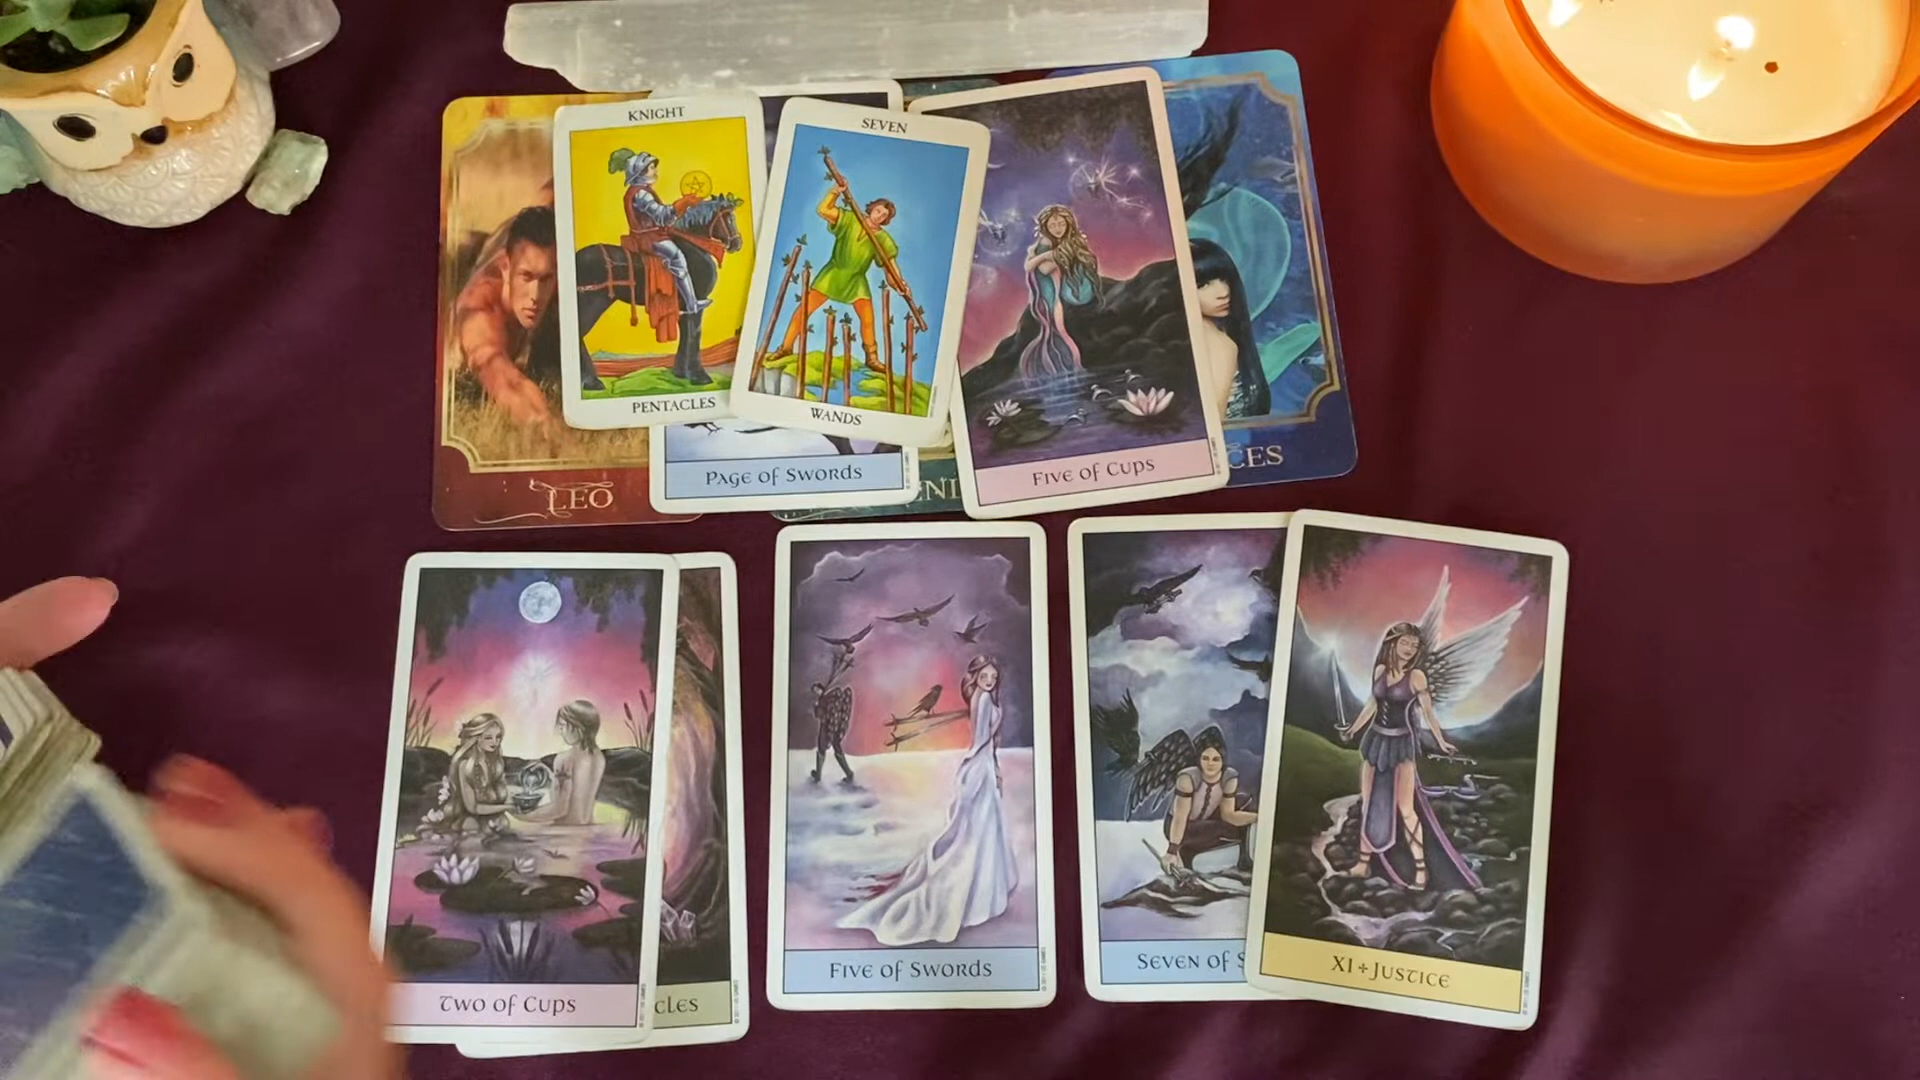 KNIGHT
PENTACLES
SEVEN
WANDS
PAGE OF SWORDS
FIVE OF CUPS
LEO
ENI
CES
TWO OF CUPS
CLES
FIVE OF SWORDS
SEVEN OF S
XI + JUSTICE